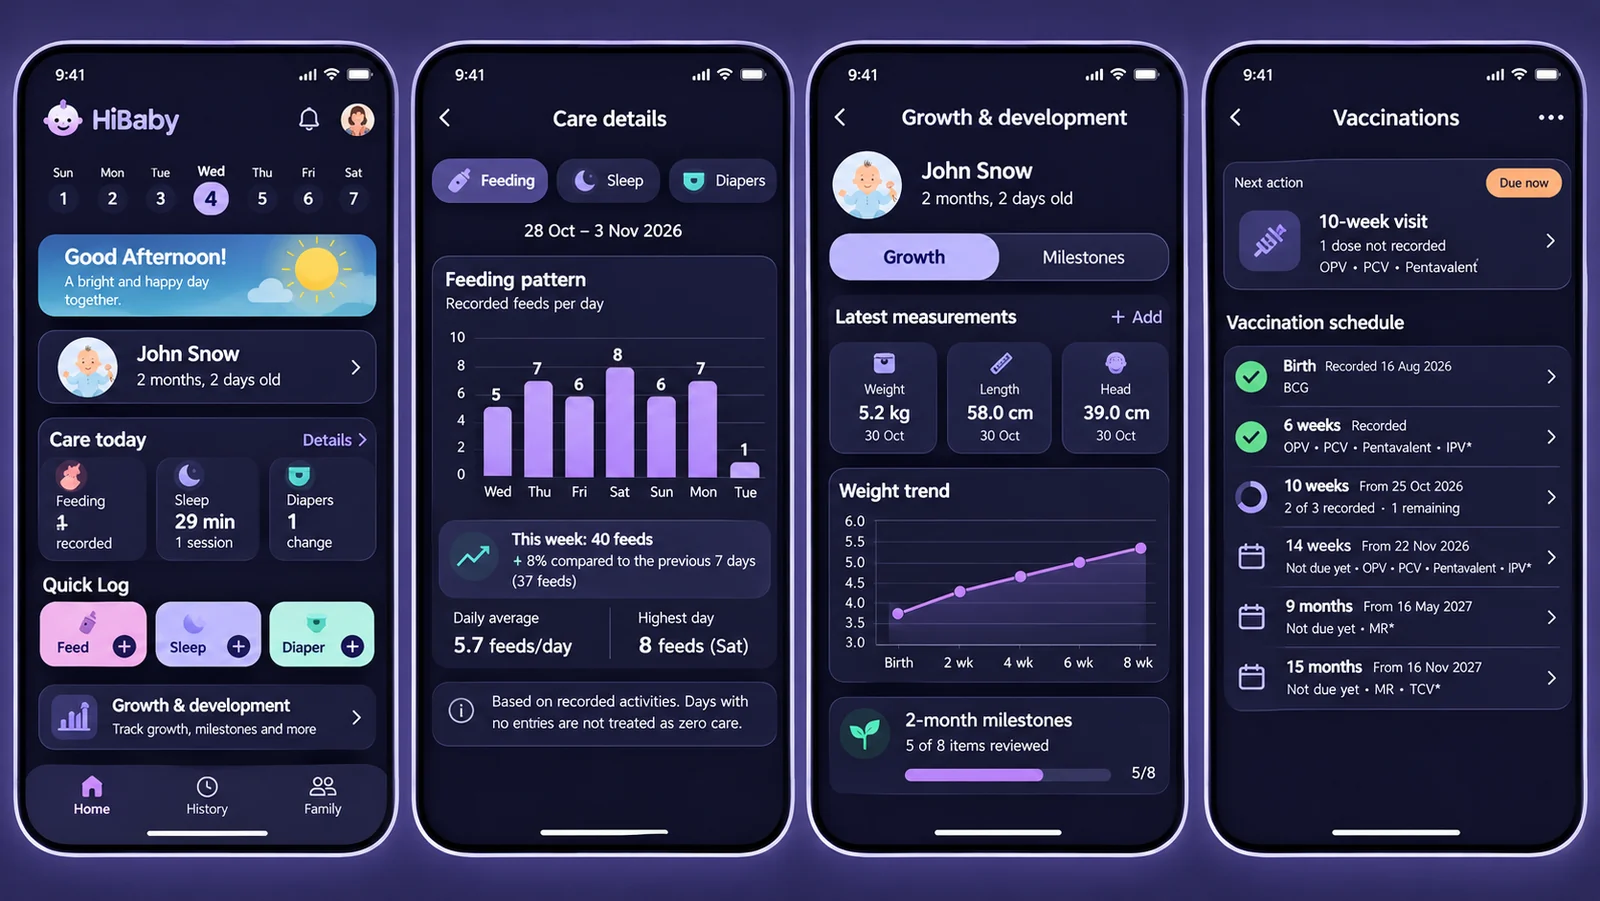 9:41
HiBaby
Sun Mon Tue Wed Thu Fri Sat
1 2 3 4 5 6 7
Good Afternoon!
A bright and happy day
together.
John Snow
2 months, 2 days old
Care today
Details
Feeding
1
recorded
Sleep
29 min
1 session
Diapers
1
change
Quick Log
Feed
Sleep
Diaper
Growth & development
Track growth, milestones and more
Home
History
Family
9:41
Care details
Feeding
Sleep
Diapers
28 Oct – 3 Nov 2026
Feeding pattern
Recorded feeds per day
10
8
6
4
2
0
5
7
6
8
6
7
1
Wed Thu Fri Sat Sun Mon Tue
This week: 40 feeds
+ 8% compared to the previous 7 days
(37 feeds)
Daily average
5.7 feeds/day
Highest day
8 feeds (Sat)
Based on recorded activities. Days with
no entries are not treated as zero care.
9:41
Growth & development
John Snow
2 months, 2 days old
Growth
Milestones
Latest measurements
+ Add
Weight
5.2 kg
30 Oct
Length
58.0 cm
30 Oct
Head
39.0 cm
30 Oct
Weight trend
6.0
5.5
5.0
4.5
4.0
3.5
3.0
Birth 2 wk 4 wk 6 wk 8 wk
2-month milestones
5 of 8 items reviewed
5/8
9:41
Vaccinations
Next action
Due now
10-week visit
1 dose not recorded
OPV • PCV • Pentavalent
Vaccination schedule
Birth Recorded 16 Aug 2026
BCG
6 weeks Recorded
OPV • PCV • Pentavalent • IPV*
10 weeks From 25 Oct 2026
2 of 3 recorded · 1 remaining
14 weeks From 22 Nov 2026
Not due yet • OPV • PCV • Pentavalent • IPV*
9 months From 16 May 2027
Not due yet • MR*
15 months From 16 Nov 2027
Not due yet • MR • TCV*